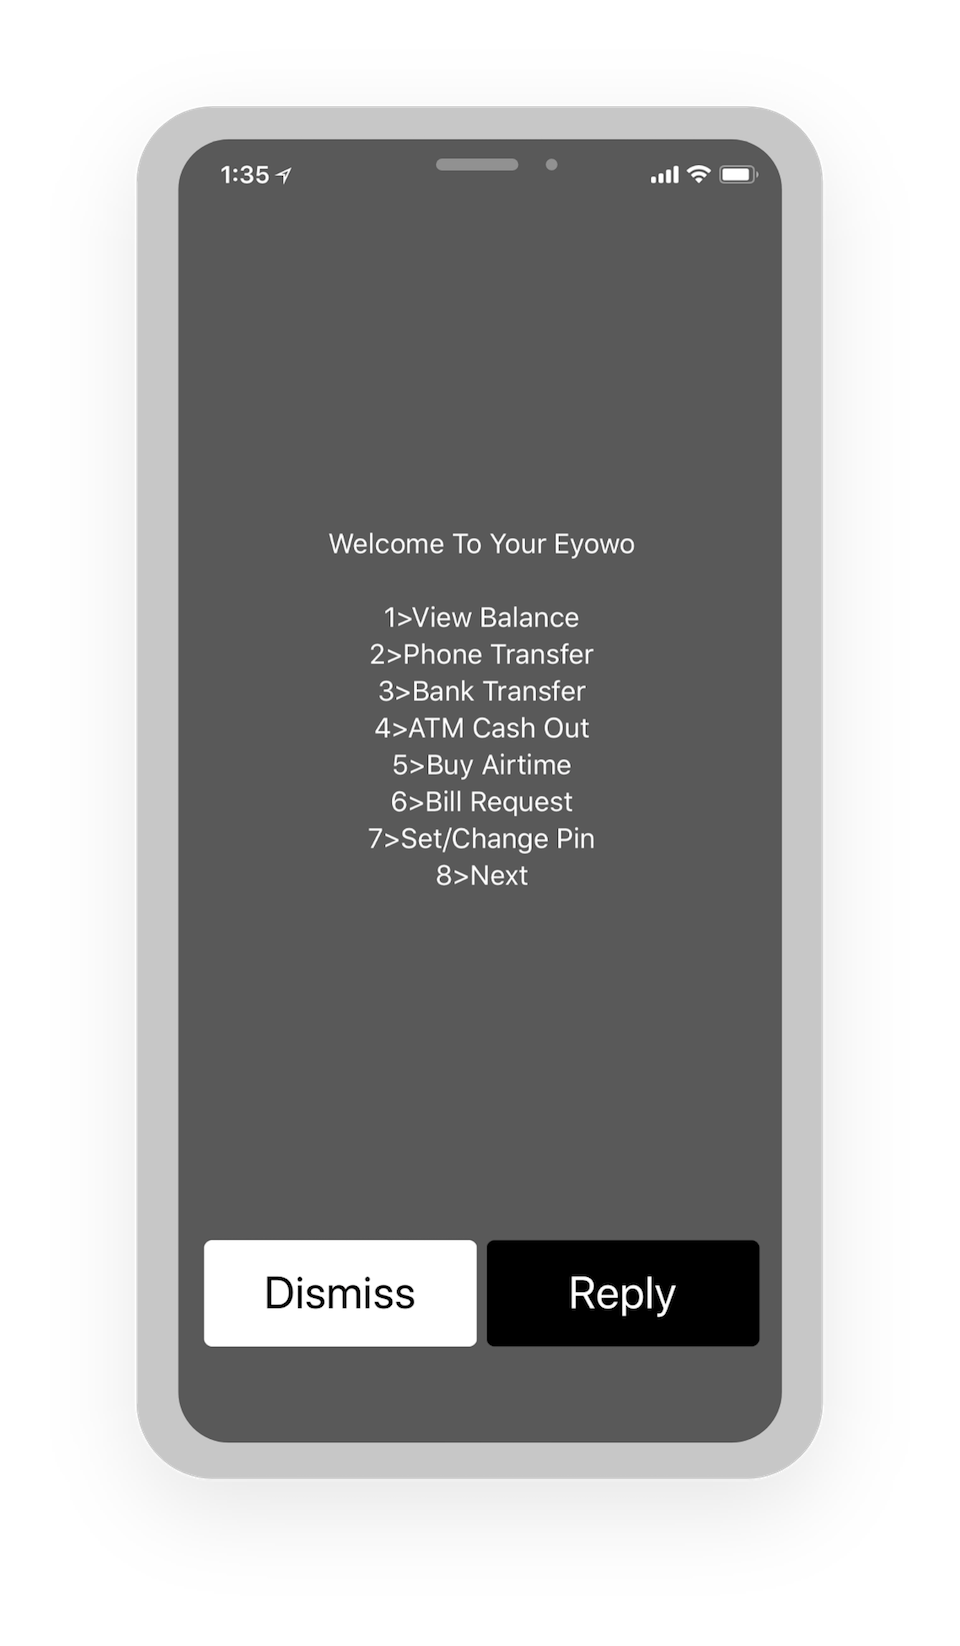 1:35
Welcome To Your Eyowo
1>View Balance
2>Phone Transfer
3>Bank Transfer
4>ATM Cash Out
5>Buy Airtime
6>Bill Request
7>Set/Change Pin
8>Next
Dismiss
Reply